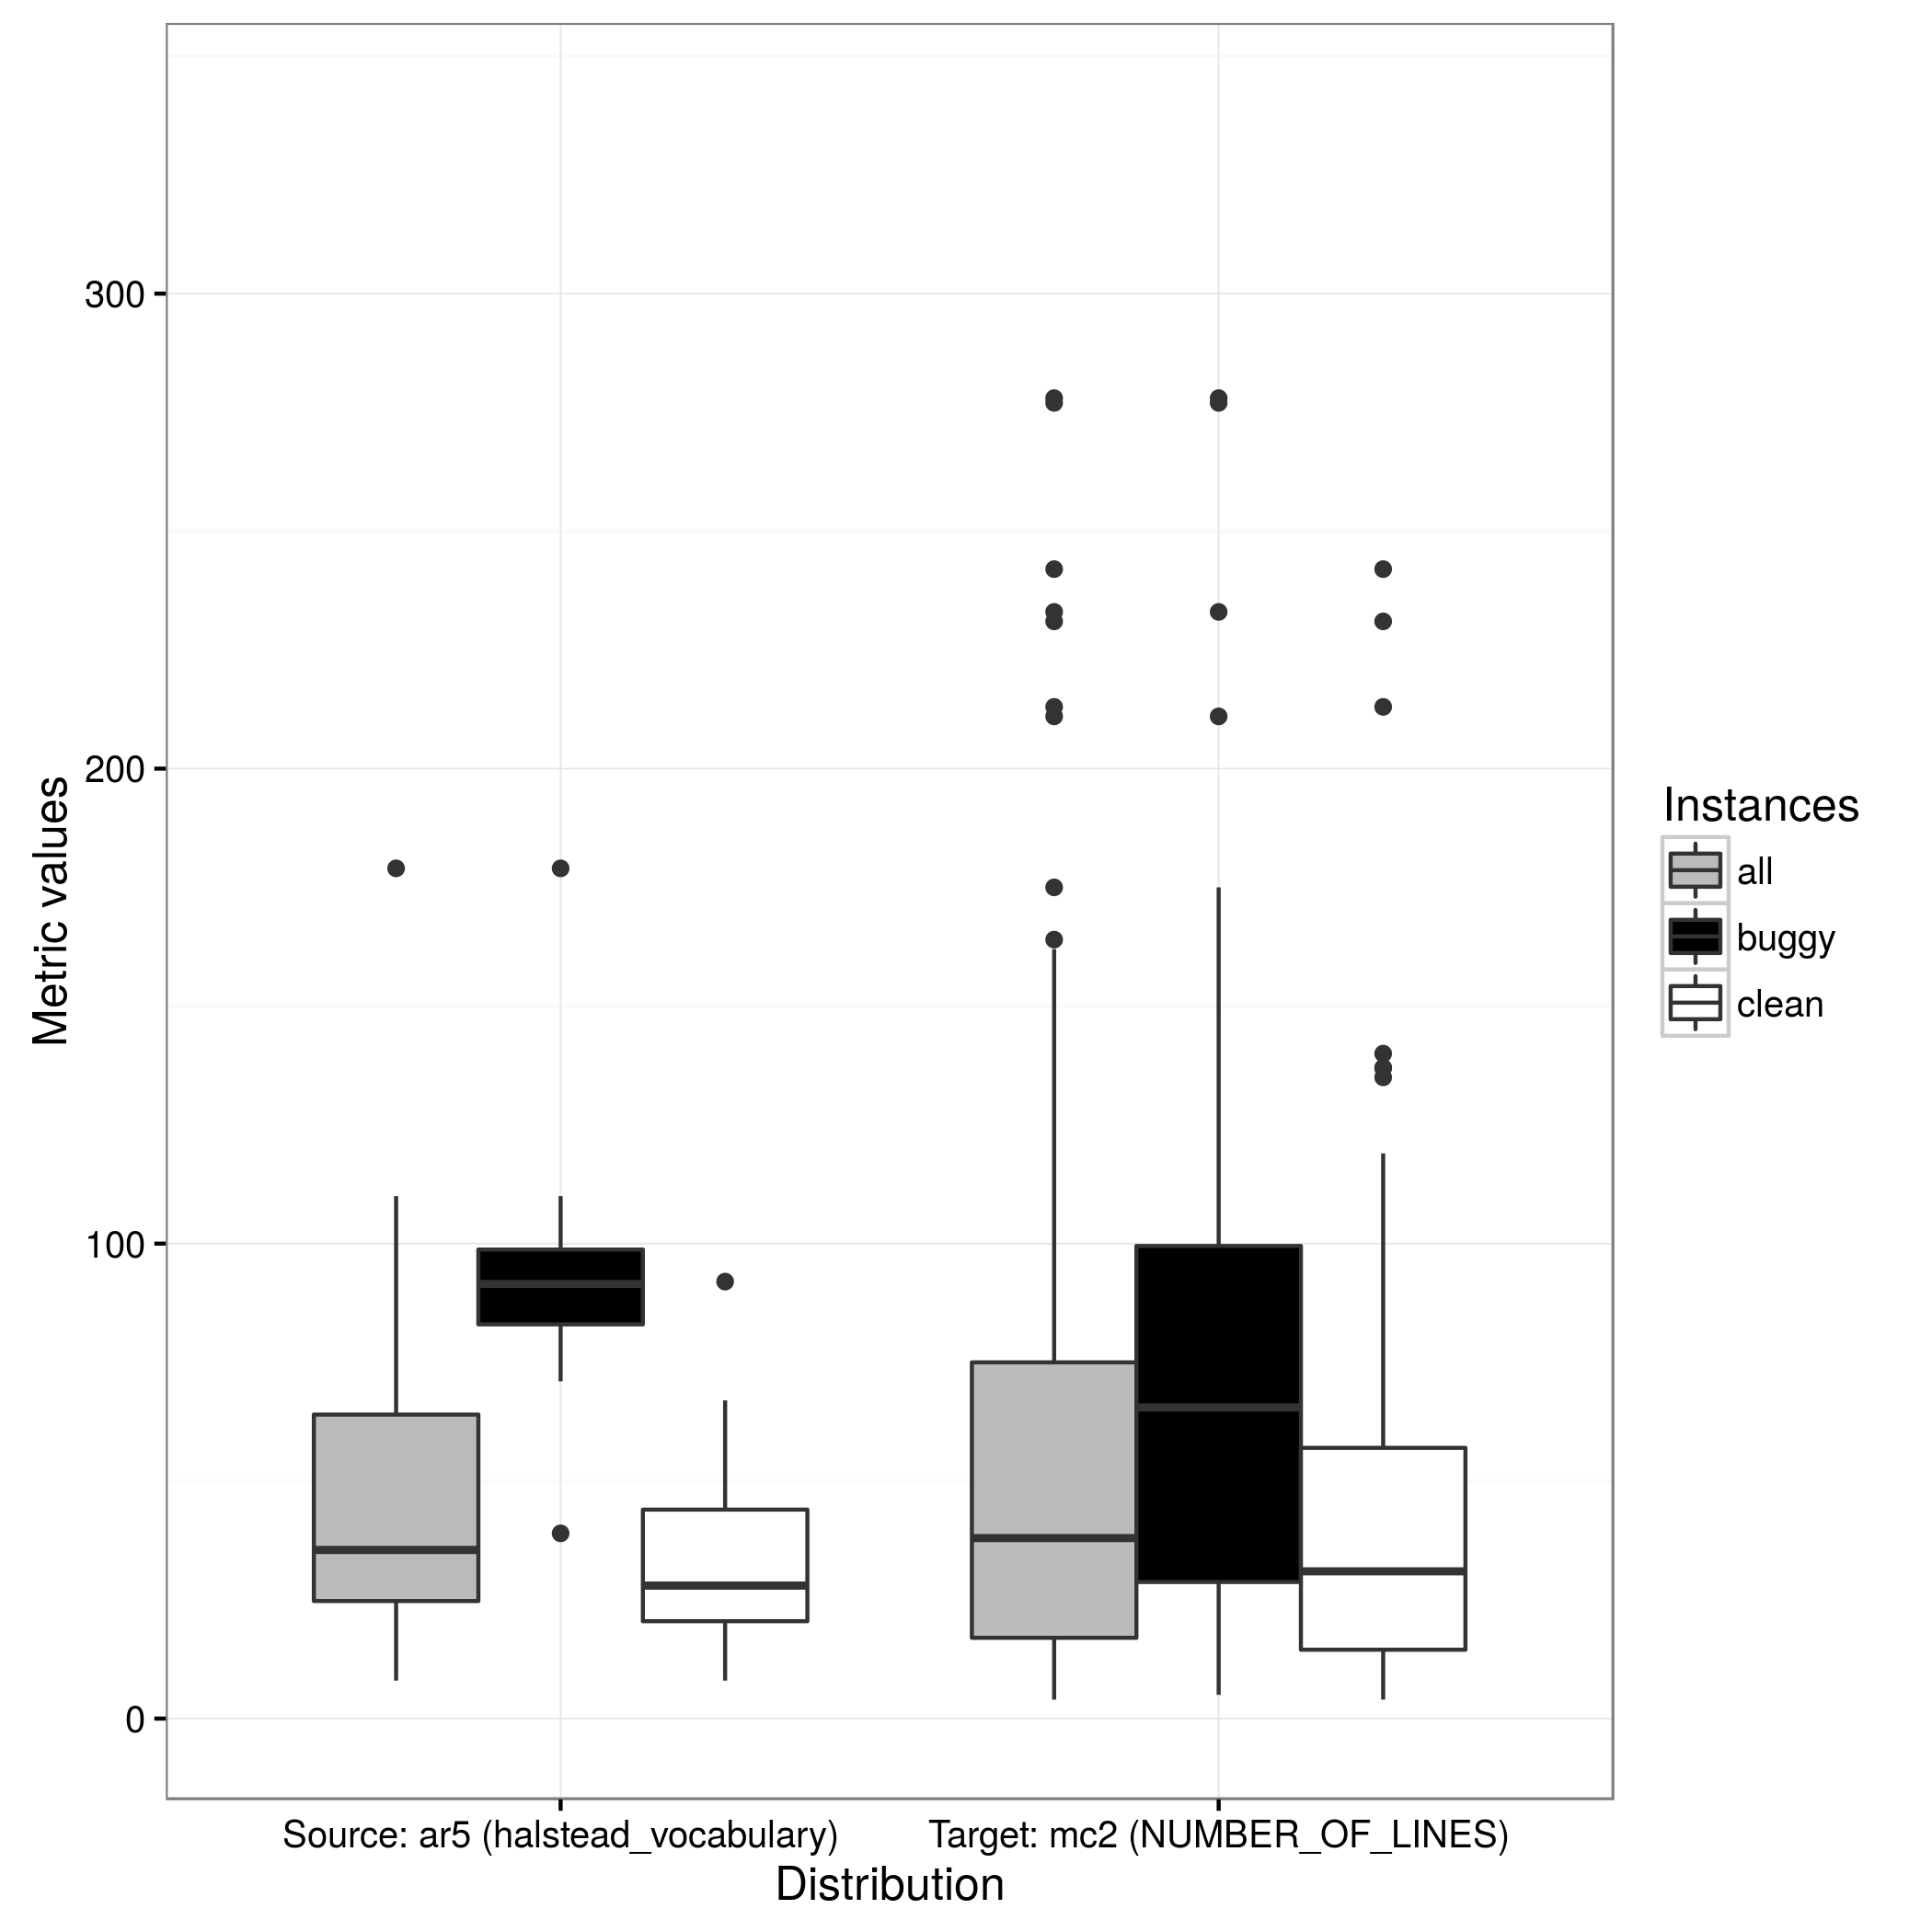 Metric values
300
200
100
0
Source: ar5 (halstead_vocabulary)
Target: mc2 (NUMBER_OF_LINES)
Distribution
Instances
all
buggy
clean